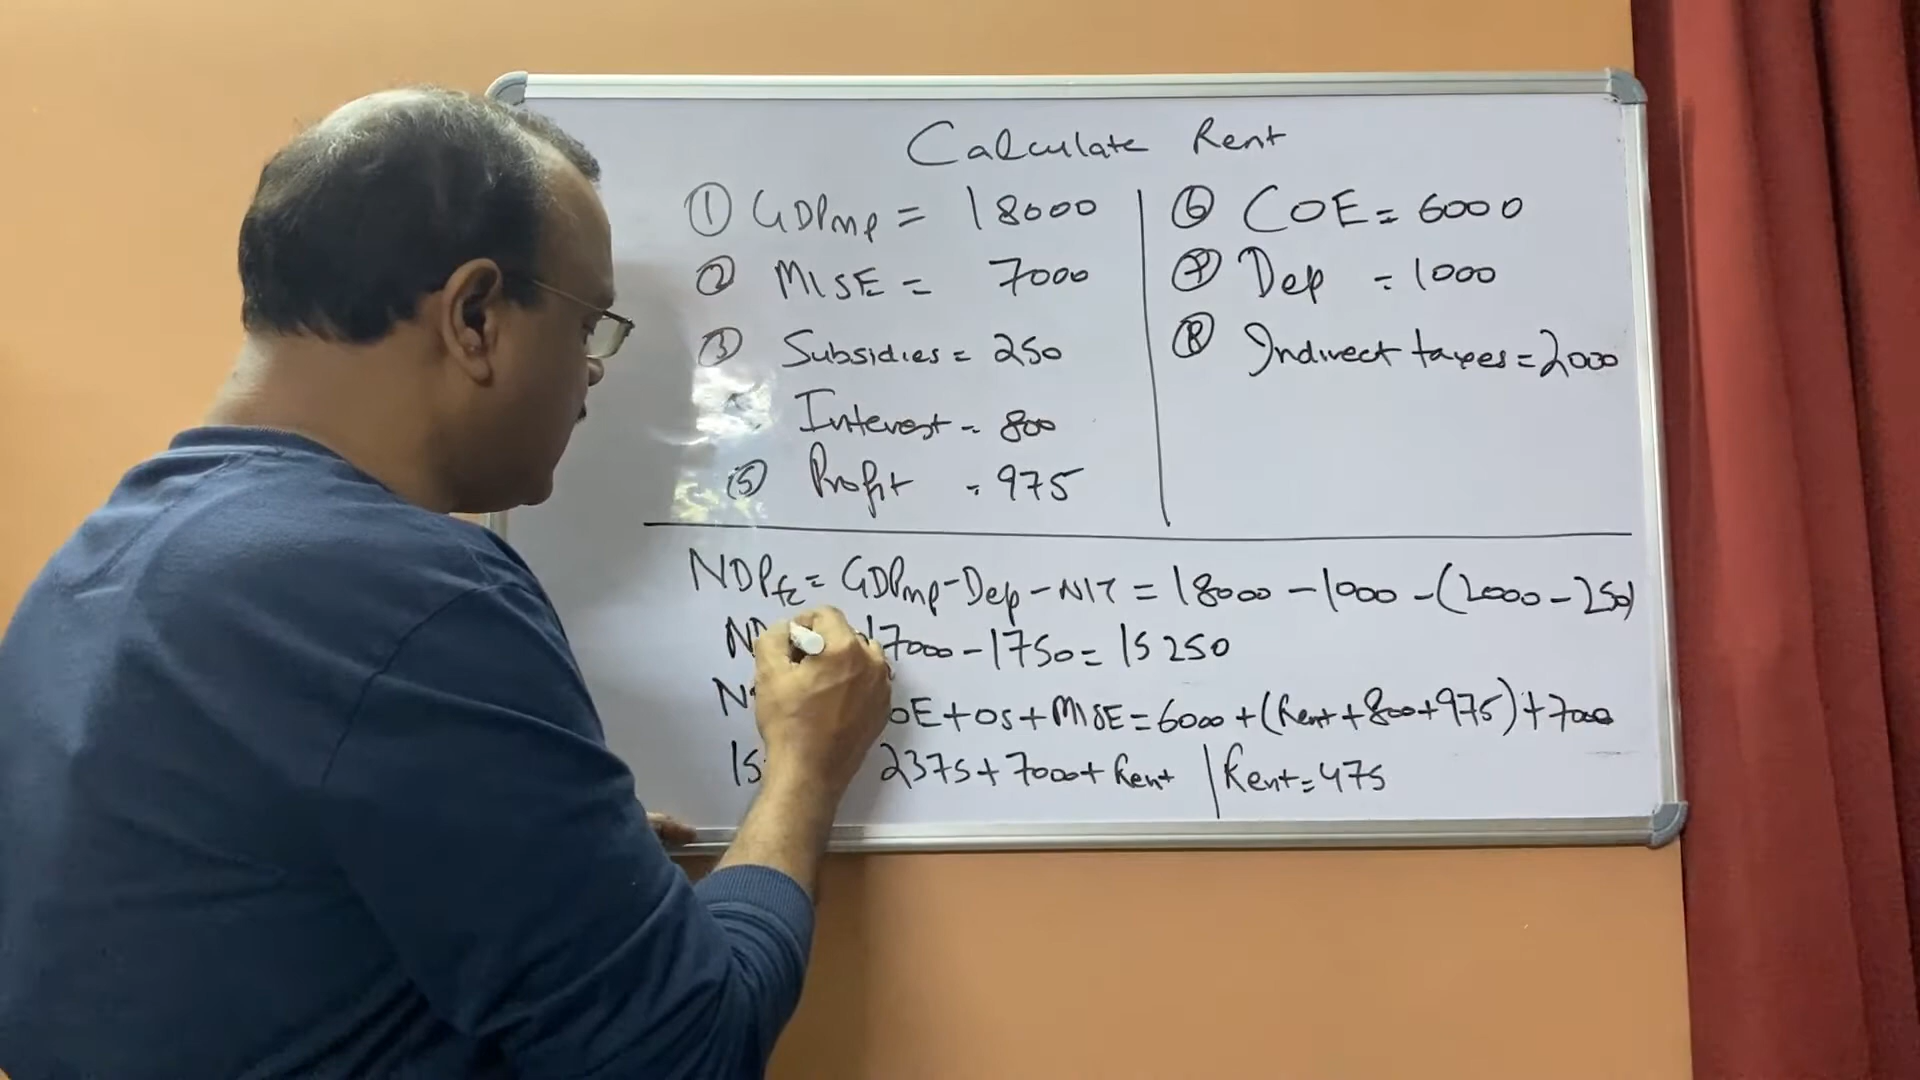 Calculate Rent
① GDPmp = 18000
② MISE = 7000
③ Subsidies = 250
Interest = 800
⑤ Profit = 975
⑥ COE = 6000
⑦ Dep = 1000
⑧ Indirect taxes = 2000
NDPfc = GDPmp - Dep - NIT = 18000 - 1000 - (2000 - 250)
17000 - 1750 = 15250
OE + OS + MISE = 6000 + (Rent + 800 + 975) + 7000
2375 + 7000 + Rent | Rent = 475